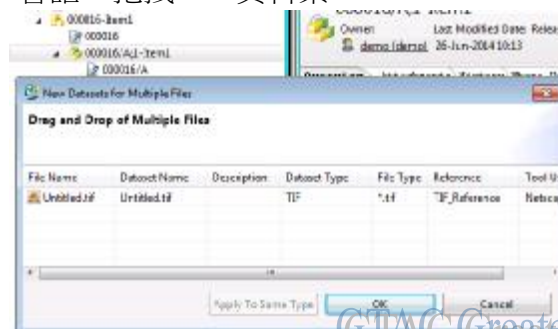 000016-Item1
000016
000016/A;1-Item1
000016/A
Owner: Last Modified Date: Relea
demo (demo) 26-Jun-2014 10:13
New Datasets for Multiple Files
Drag and Drop of Multiple Files
File Name Dataset Name Description Dataset Type File Type Reference Tool U
Untitled.tif Untitled.tif TIF *.tif TIF_Reference Netsca
Apply To Same Type OK Cancel
GTAC